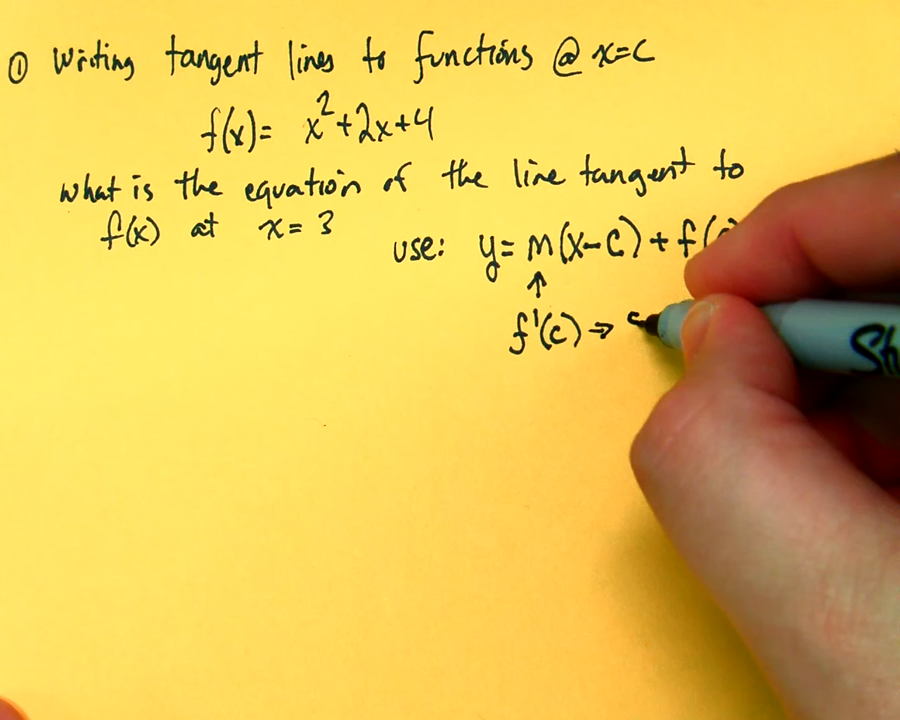 ① Writing tangent lines to functions @ x=c
f(x)= x²+2x+4
what is the equation of the line tangent to
f(x) at x= 3
use: y= m(x-c)+f(
↑
f'(c) ⇒
Sh